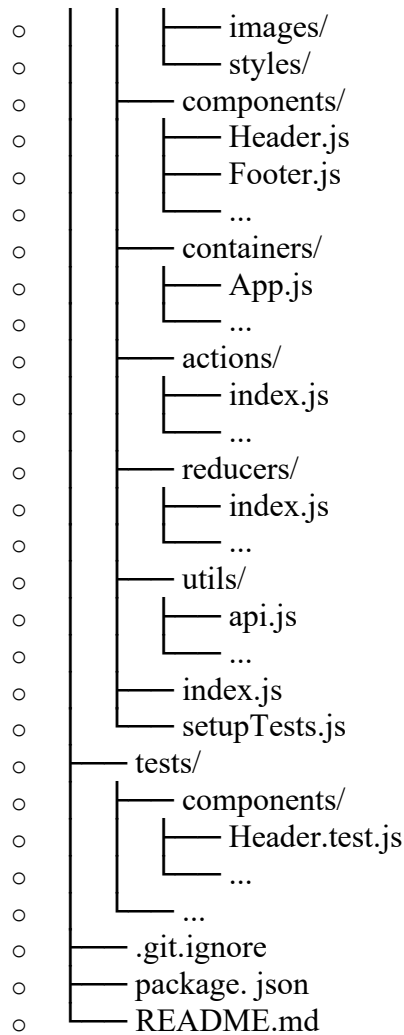 ○ │ │ ├── images/
○ │ │ └── styles/
○ │ ├── components/
○ │ │ ├── Header.js
○ │ │ ├── Footer.js
○ │ │ └── ...
○ │ ├── containers/
○ │ │ ├── App.js
○ │ │ └── ...
○ │ ├── actions/
○ │ │ ├── index.js
○ │ │ └── ...
○ │ ├── reducers/
○ │ │ ├── index.js
○ │ │ └── ...
○ │ ├── utils/
○ │ │ ├── api.js
○ │ │ └── ...
○ │ ├── index.js
○ │ └── setupTests.js
○ ├── tests/
○ │ ├── components/
○ │ │ ├── Header.test.js
○ │ │ └── ...
○ │ └── ...
○ ├── .git.ignore
○ ├── package. json
○ └── README.md